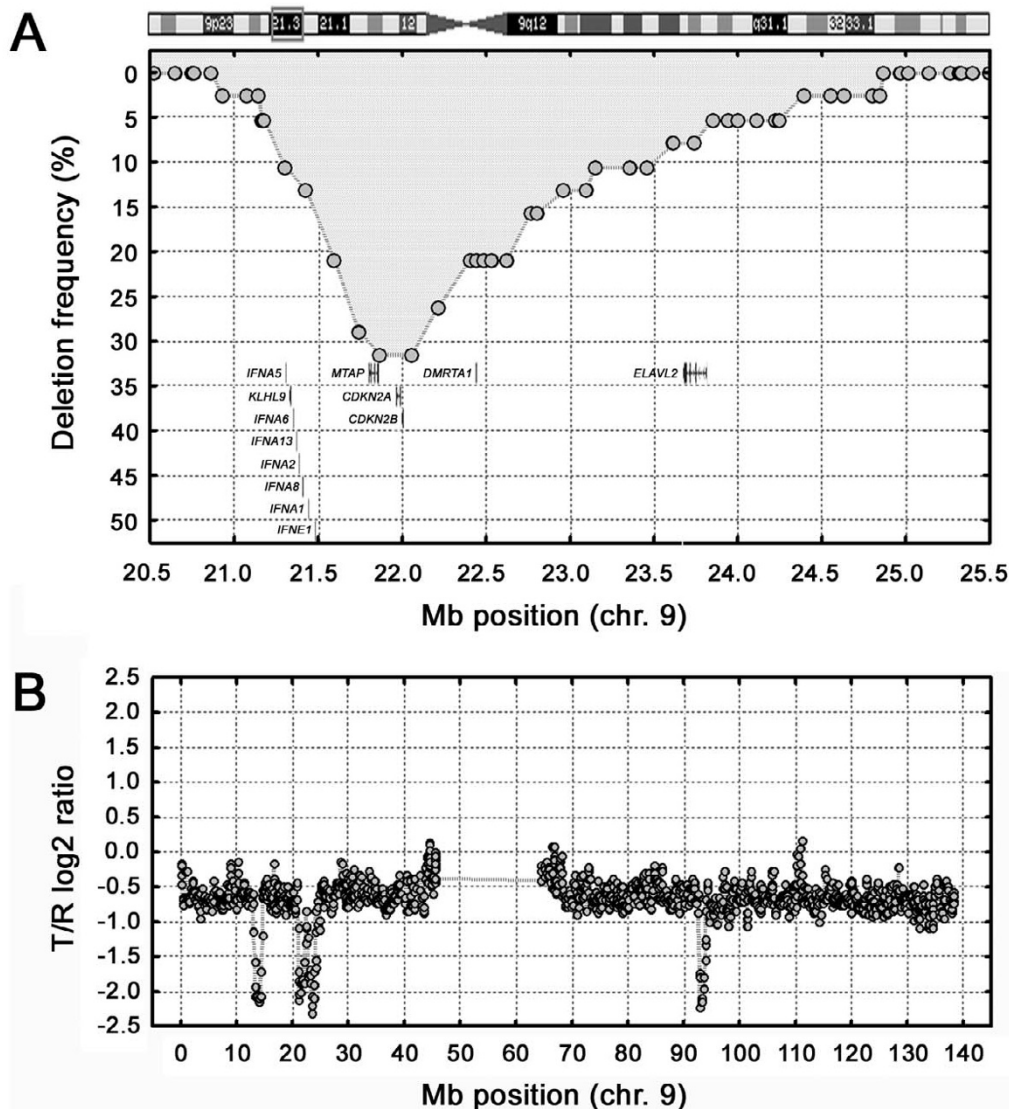 A
9p23 21.3 21.1 12 9q12 q31.1 32 33.1
Deletion frequency (%)
0
5
10
15
20
25
30
35
40
45
50
IFNA5 MTAP DMRTA1 ELAVL2
KLHL9 CDKN2A
IFNA6 CDKN2B
IFNA13
IFNA2
IFNA8
IFNA1
IFNE1
20.5 21.0 21.5 22.0 22.5 23.0 23.5 24.0 24.5 25.0 25.5
Mb position (chr. 9)
B
T/R log2 ratio
2.5
2.0
1.5
1.0
0.5
0.0
-0.5
-1.0
-1.5
-2.0
-2.5
0 10 20 30 40 50 60 70 80 90 100 110 120 130 140
Mb position (chr. 9)